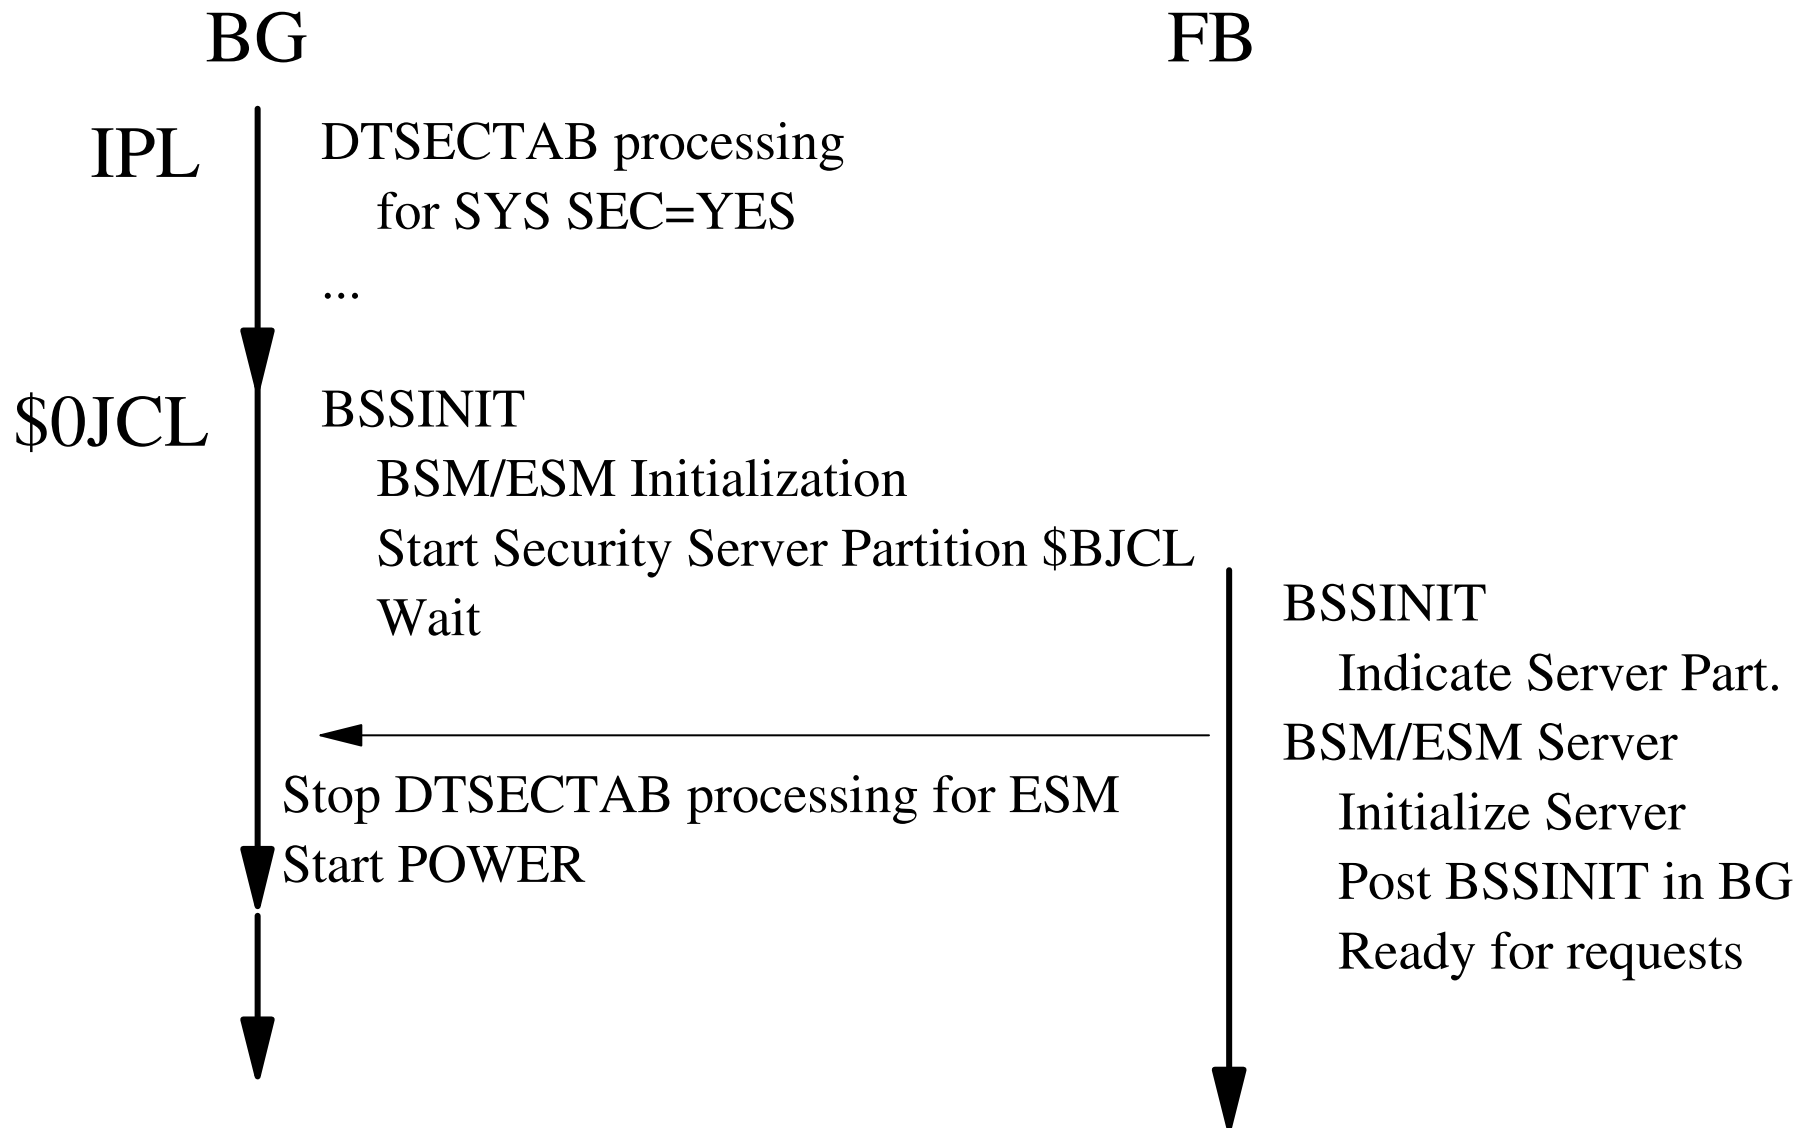 BG
FB
IPL
DTSECTAB processing
for SYS SEC=YES
...
$0JCL
BSSINIT
BSM/ESM Initialization
Start Security Server Partition $BJCL
Wait
BSSINIT
Indicate Server Part.
BSM/ESM Server
Initialize Server
Post BSSINIT in BG
Ready for requests
Stop DTSECTAB processing for ESM
Start POWER